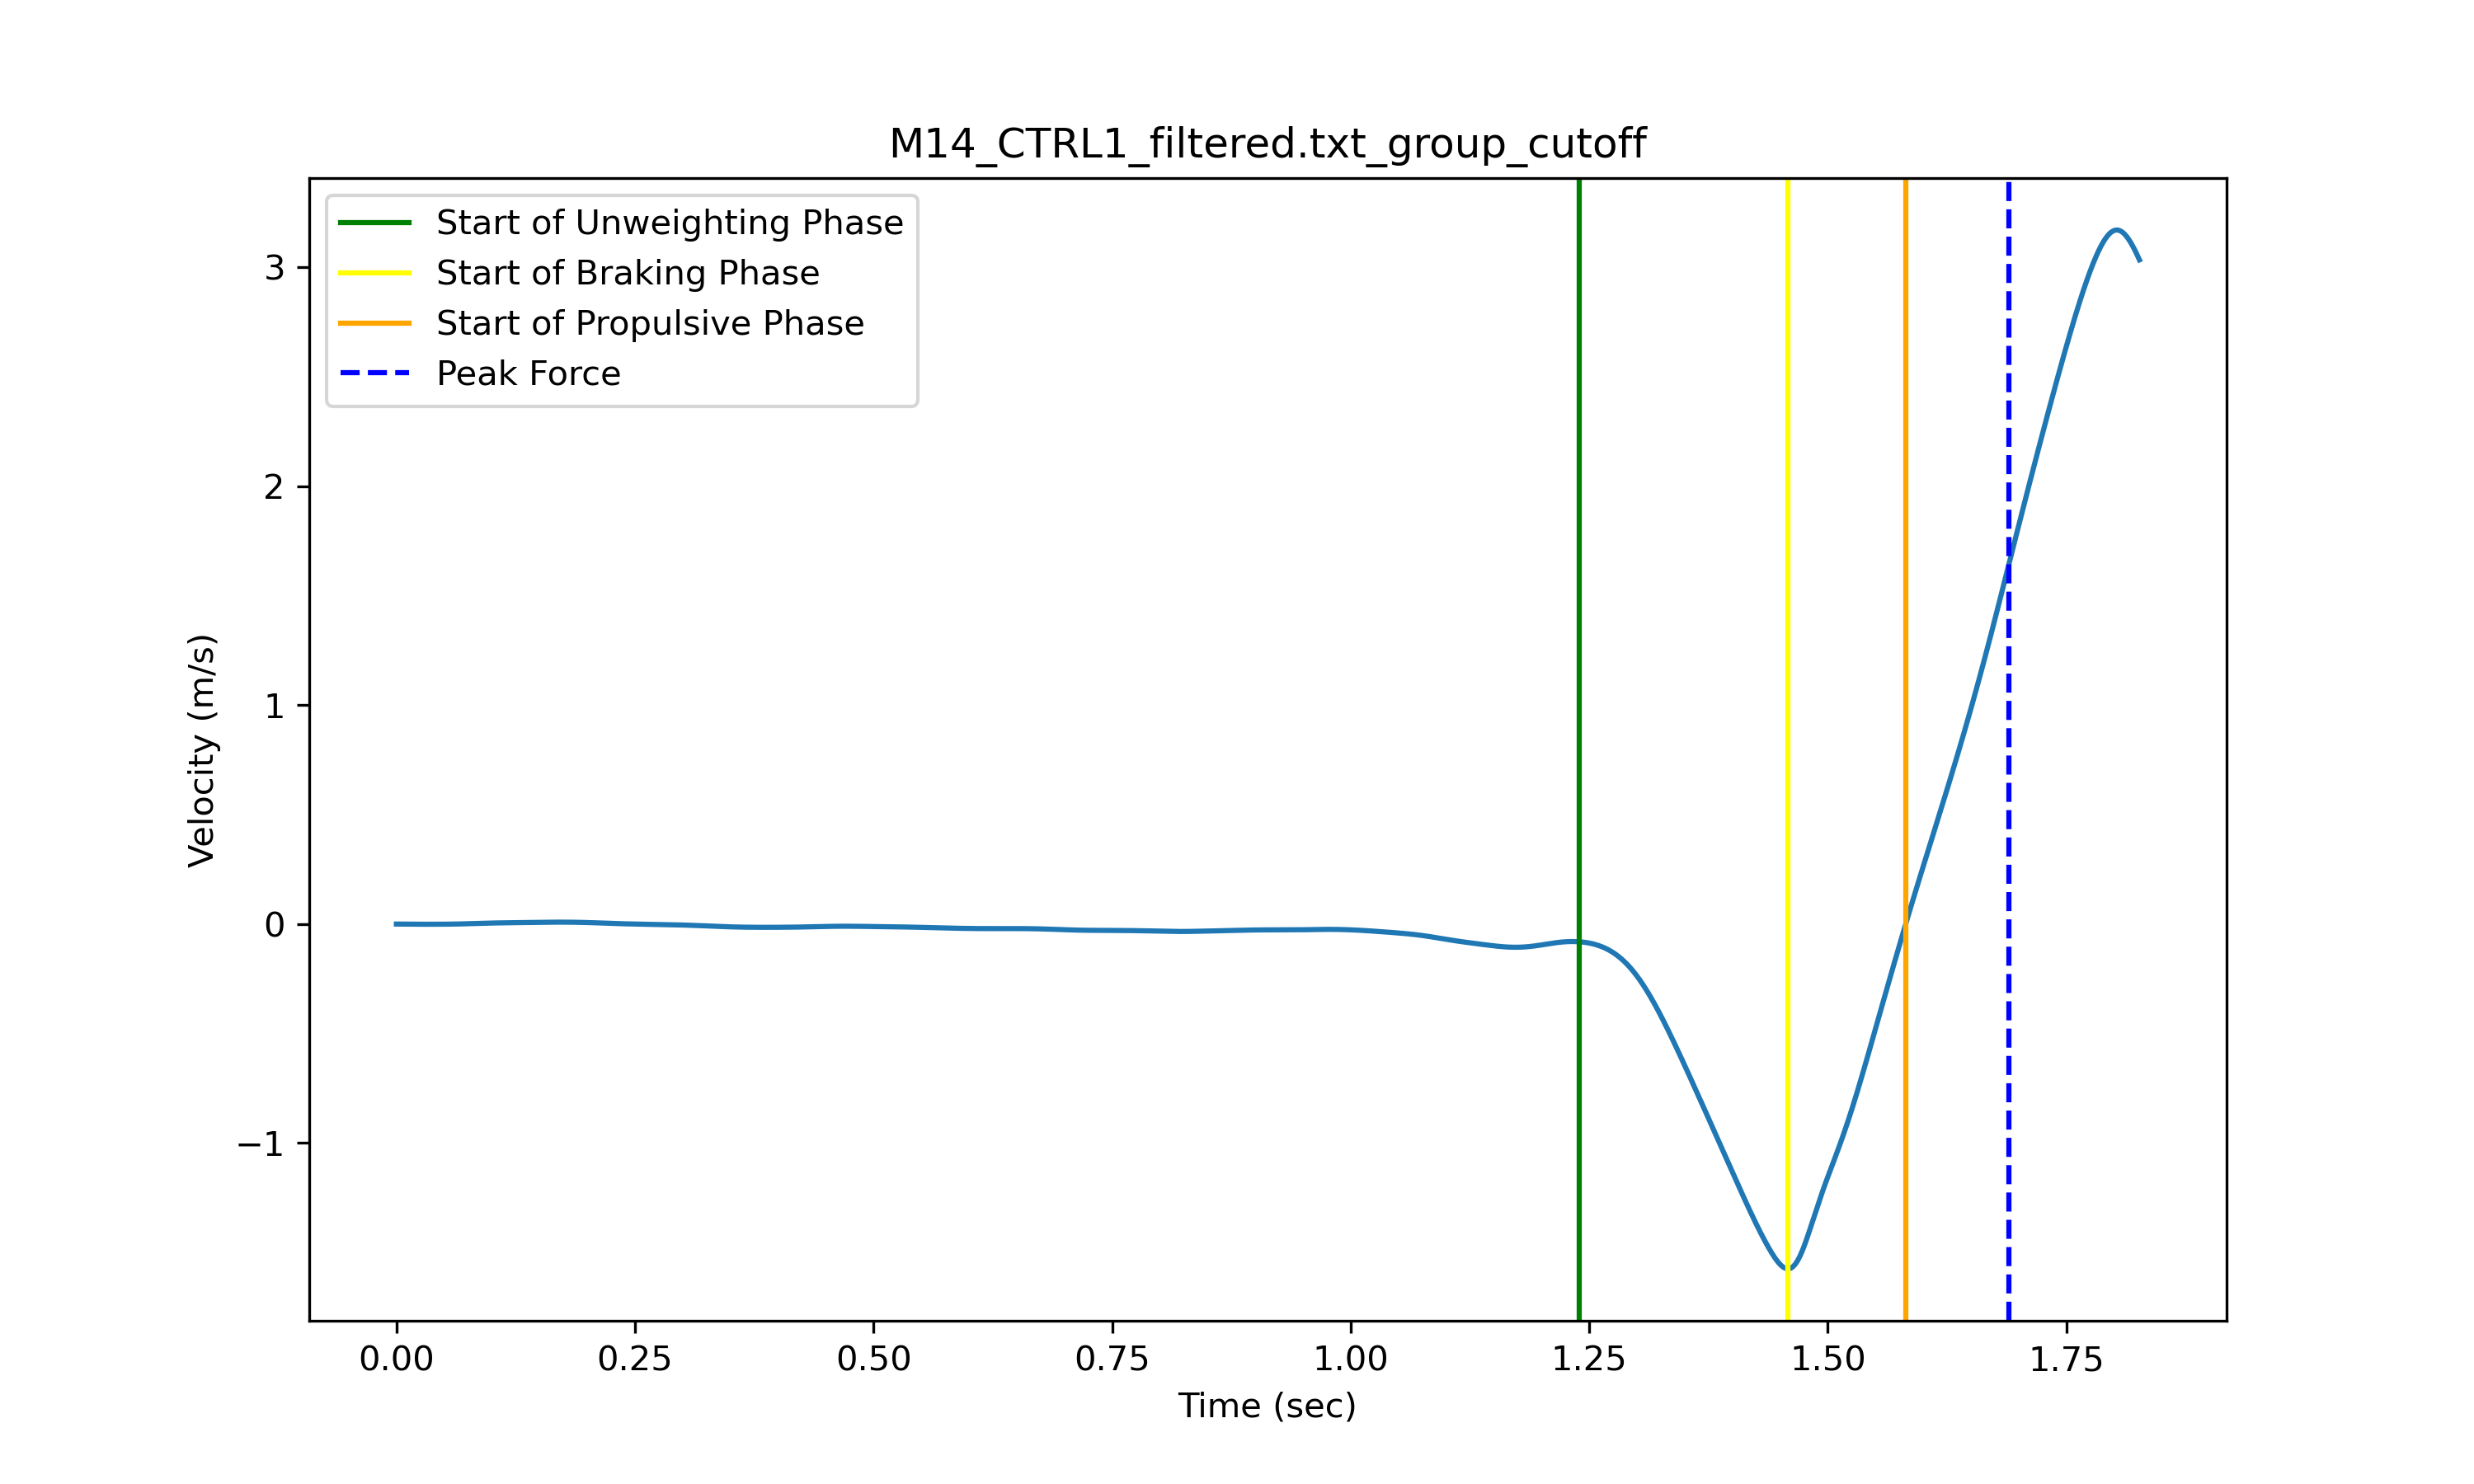 M14_CTRL1_filtered.txt_group_cutoff
Start of Unweighting Phase
Start of Braking Phase
Start of Propulsive Phase
Peak Force
3
2
1
0
−1
Velocity (m/s)
0.00 0.25 0.50 0.75 1.00 1.25 1.50 1.75
Time (sec)